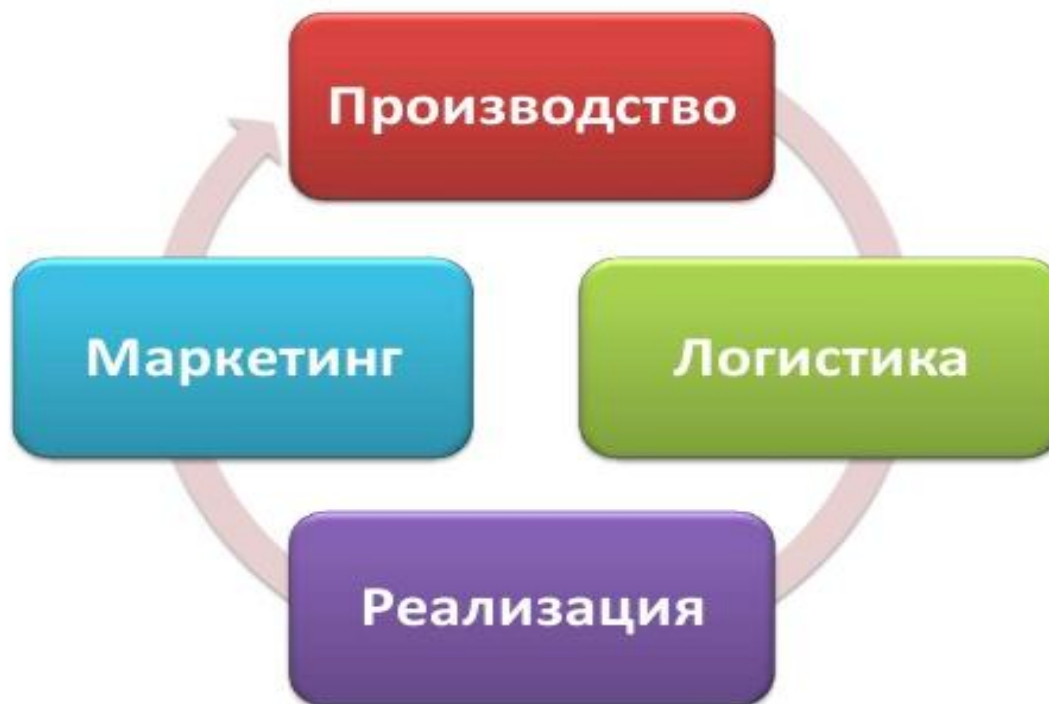 Производство
Маркетинг
Логистика
Реализация